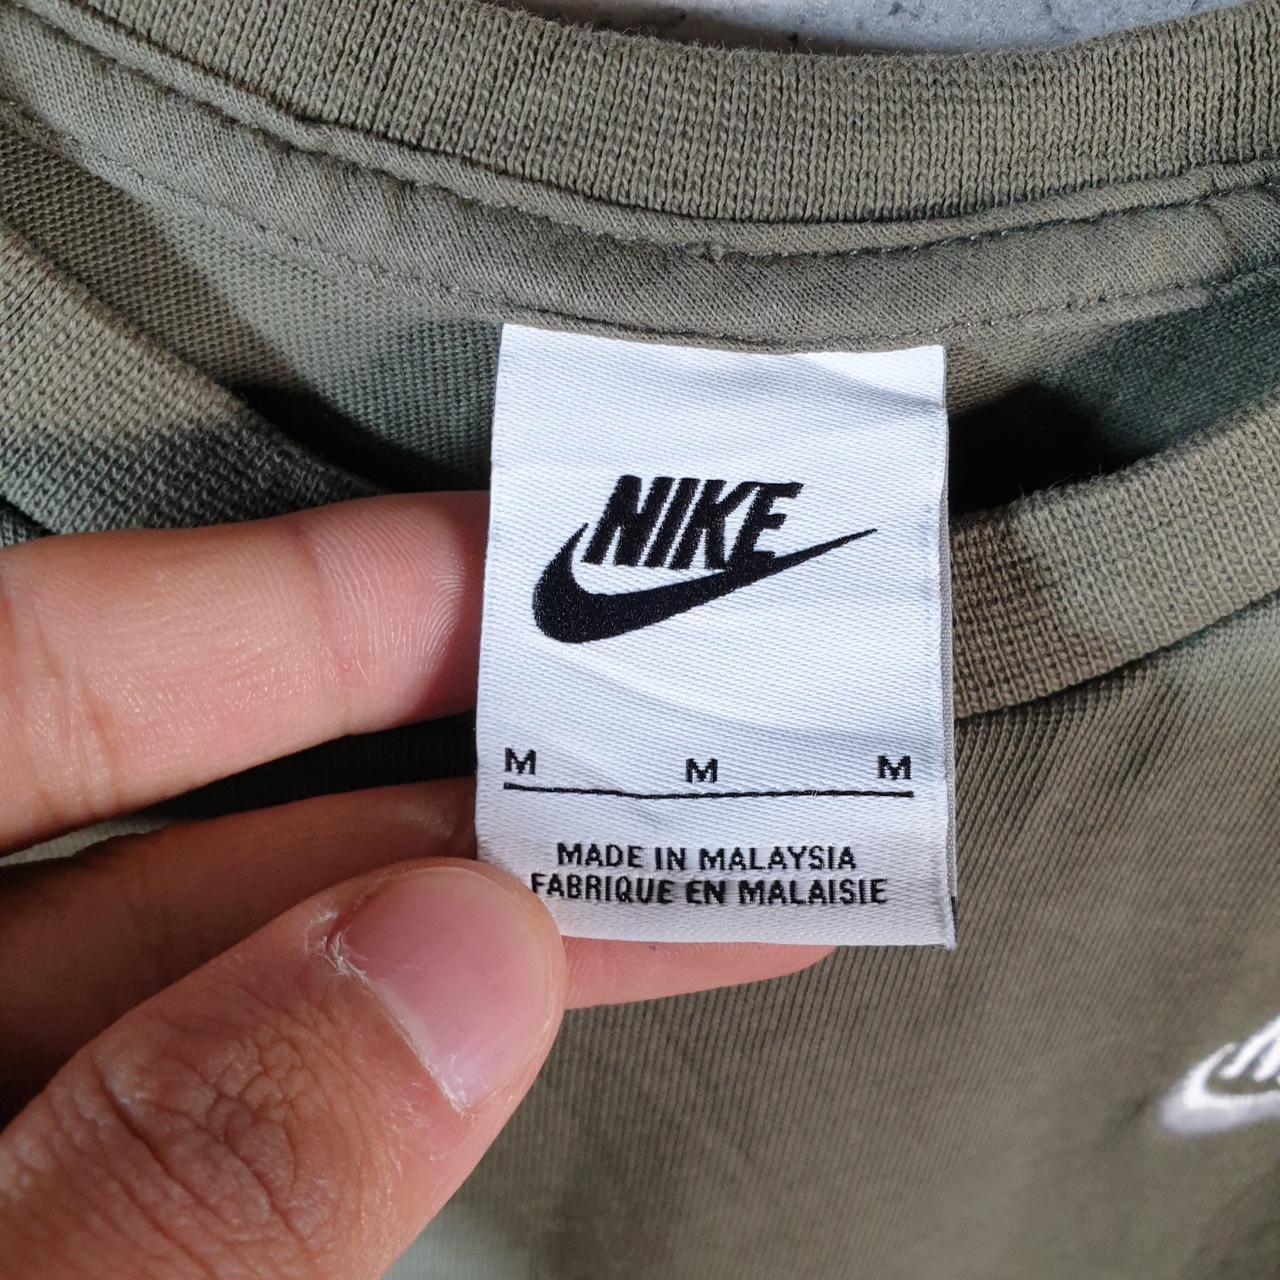 NIKE
M M M
MADE IN MALAYSIA
FABRIQUE EN MALAISIE